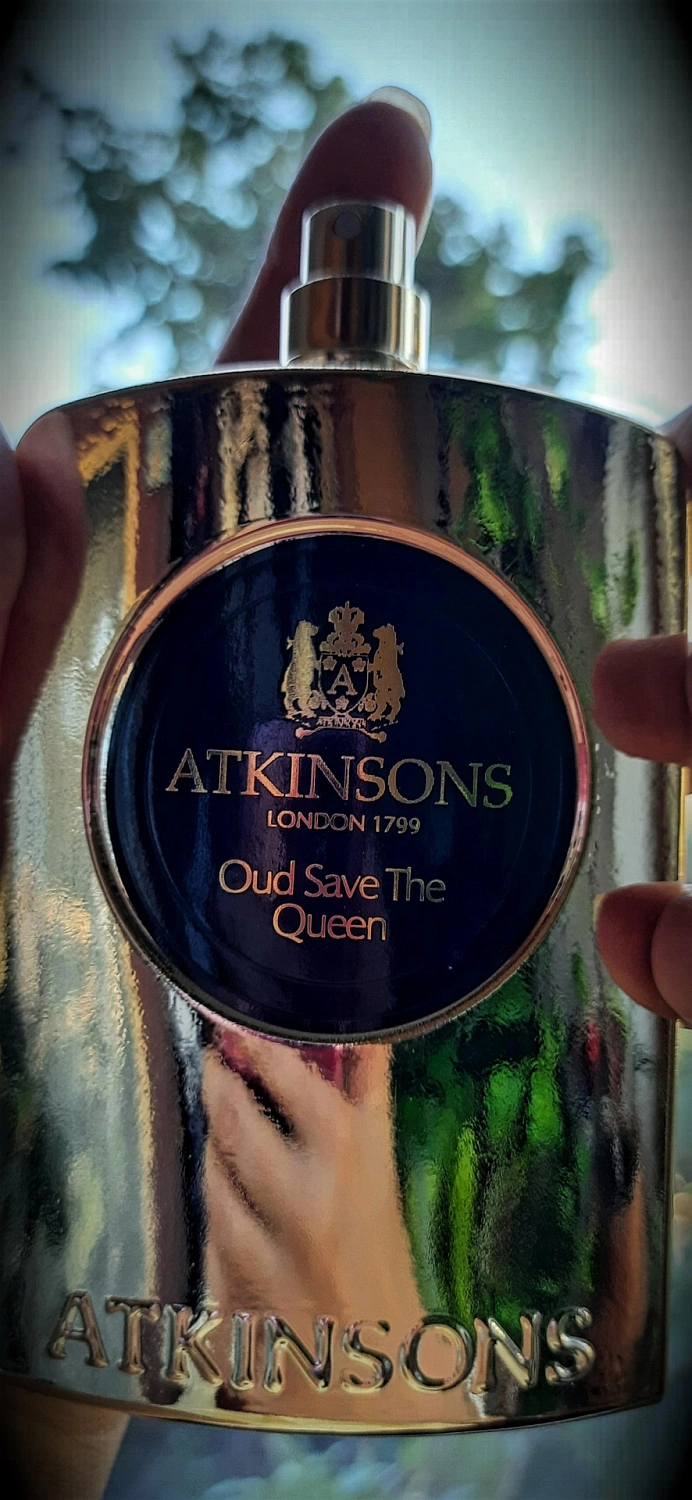 A
ATKINSONS
LONDON 1799
Oud Save The
Queen
ATKINSONS